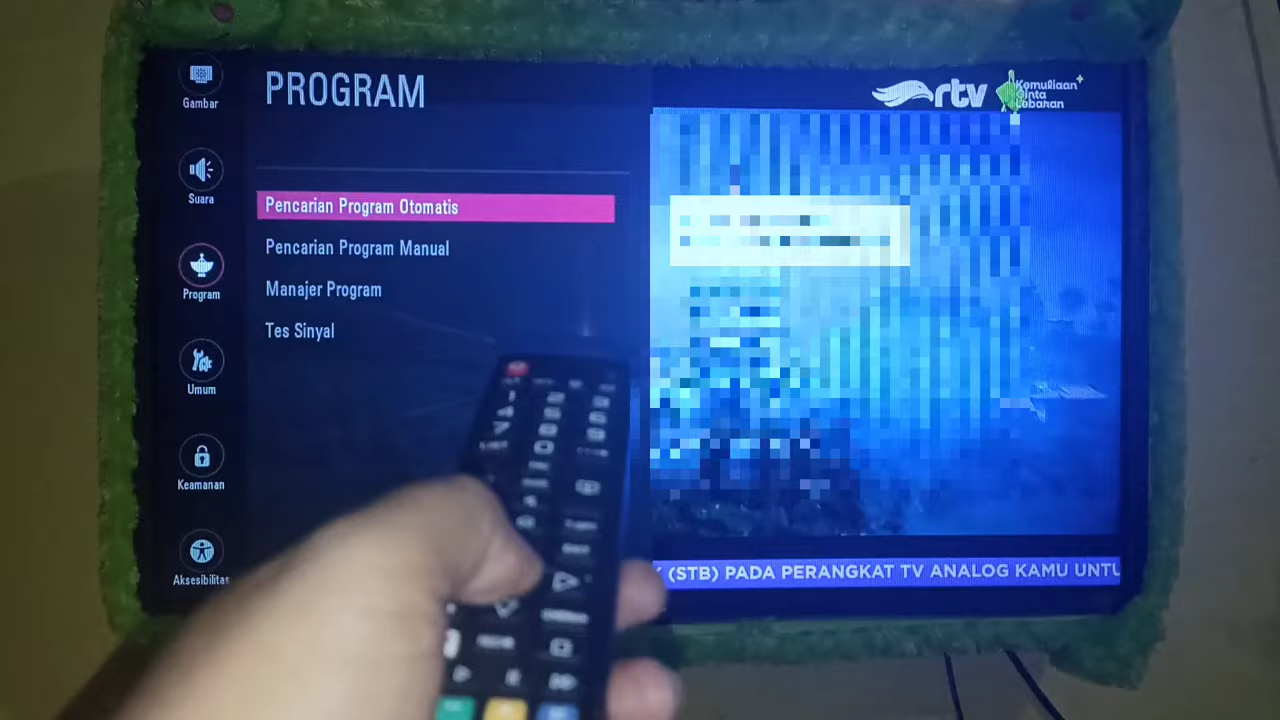 PROGRAM
Gambar
Suara
Program
Umum
Keamanan
Aksesibilitas
Pencarian Program Otomatis
Pencarian Program Manual
Manajer Program
Tes Sinyal
rtv
Kemuliaan
Cinta
Lebaran
(STB) PADA PERANGKAT TV ANALOG KAMU UNTU